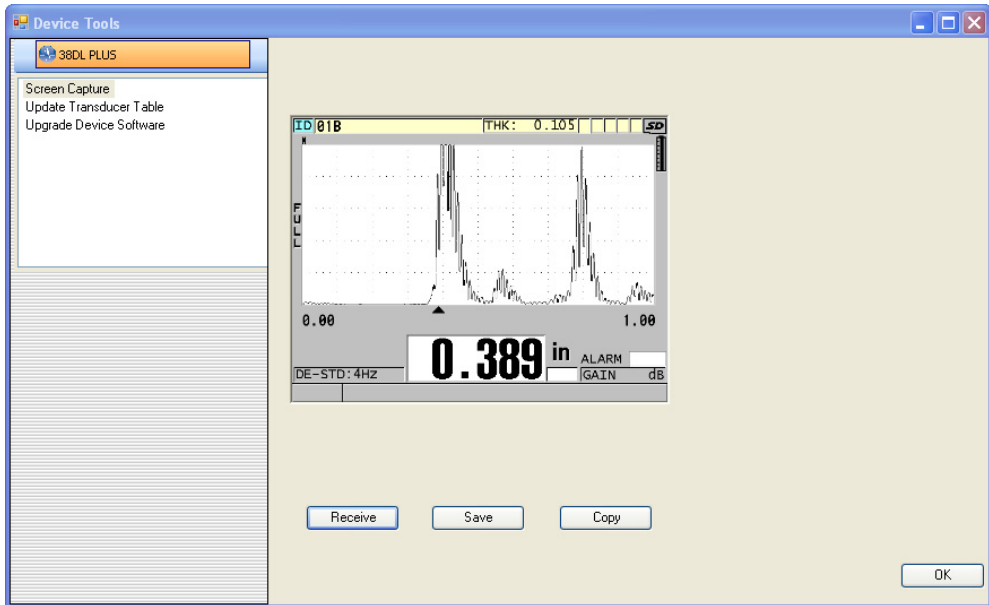 Device Tools
38DL PLUS
Screen Capture
Update Transducer Table
Upgrade Device Software
ID 01B THK: 0.105 SD
FULL
0.00 1.00
0.389 in ALARM
DE-STD:4HZ GAIN dB
Receive Save Copy
OK